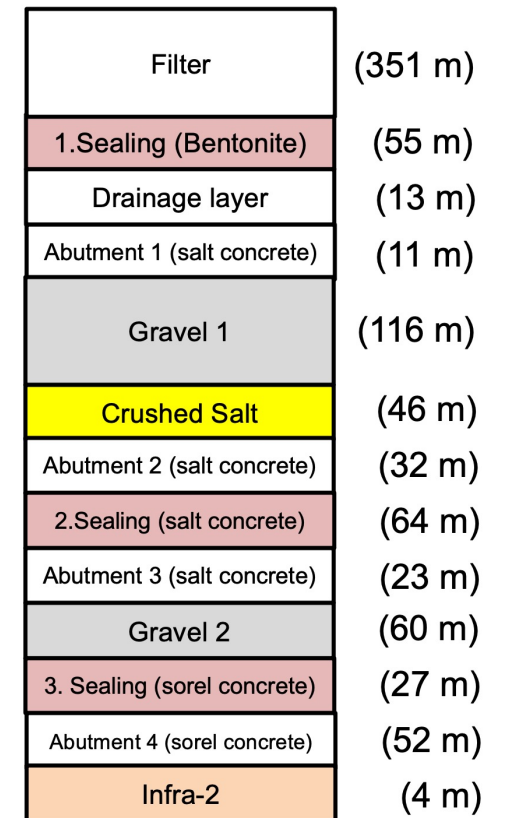 Filter (351 m)
1.Sealing (Bentonite) (55 m)
Drainage layer (13 m)
Abutment 1 (salt concrete) (11 m)
Gravel 1 (116 m)
Crushed Salt (46 m)
Abutment 2 (salt concrete) (32 m)
2.Sealing (salt concrete) (64 m)
Abutment 3 (salt concrete) (23 m)
Gravel 2 (60 m)
3. Sealing (sorel concrete) (27 m)
Abutment 4 (sorel concrete) (52 m)
Infra-2 (4 m)